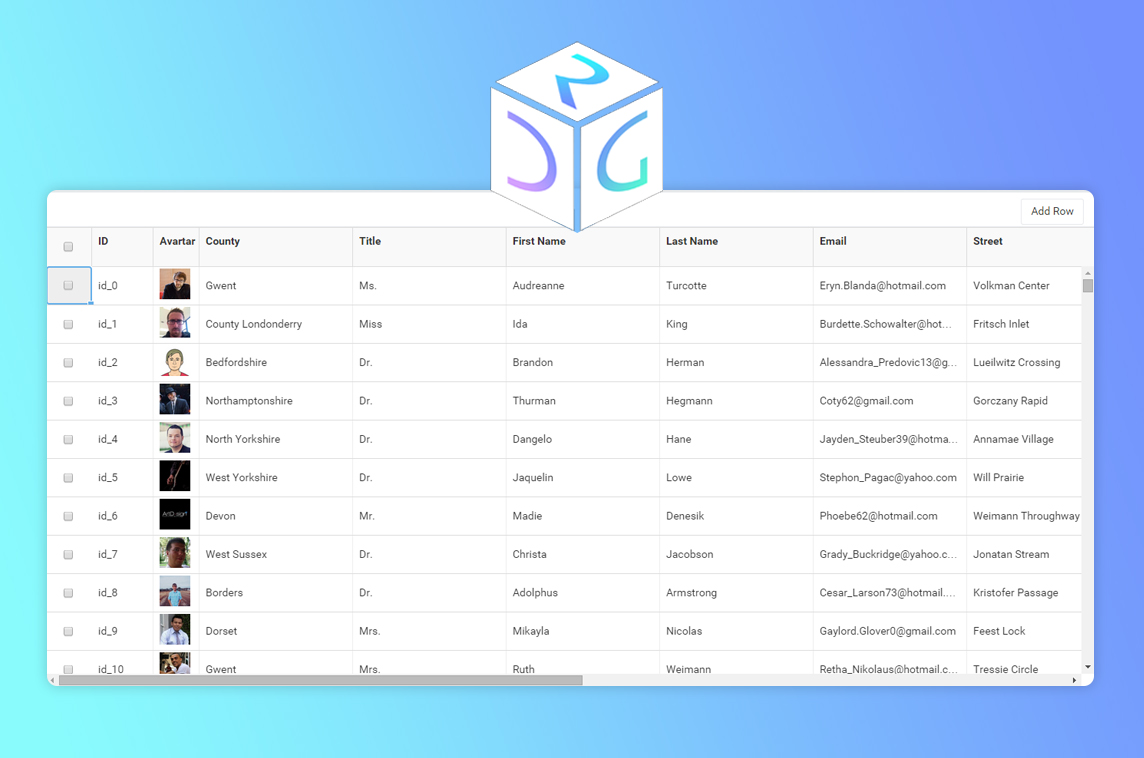 R
D
G
Add Row
ID Avartar County Title First Name Last Name Email Street
id_0 Gwent Ms. Audreanne Turcotte Eryn.Blanda@hotmail.com Volkman Center
id_1 County Londonderry Miss Ida King Burdette.Schowalter@hot... Fritsch Inlet
id_2 Bedfordshire Dr. Brandon Herman Alessandra_Predovic13@g... Lueilwitz Crossing
id_3 Northamptonshire Dr. Thurman Hegmann Coty62@gmail.com Gorczany Rapid
id_4 North Yorkshire Dr. Dangelo Hane Jayden_Steuber39@hotma... Annamae Village
id_5 West Yorkshire Dr. Jaquelin Lowe Stephon_Pagac@yahoo.com Will Prairie
id_6 Devon Mr. Madie Denesik Phoebe62@hotmail.com Weimann Throughway
id_7 West Sussex Dr. Christa Jacobson Grady_Buckridge@yahoo.c... Jonatan Stream
id_8 Borders Dr. Adolphus Armstrong Cesar_Larson73@hotmail.... Kristofer Passage
id_9 Dorset Mrs. Mikayla Nicolas Gaylord.Glover0@gmail.com Feest Lock
id_10 Gwent Mrs. Ruth Weimann Retha_Nikolaus@hotmail.c... Tressie Circle